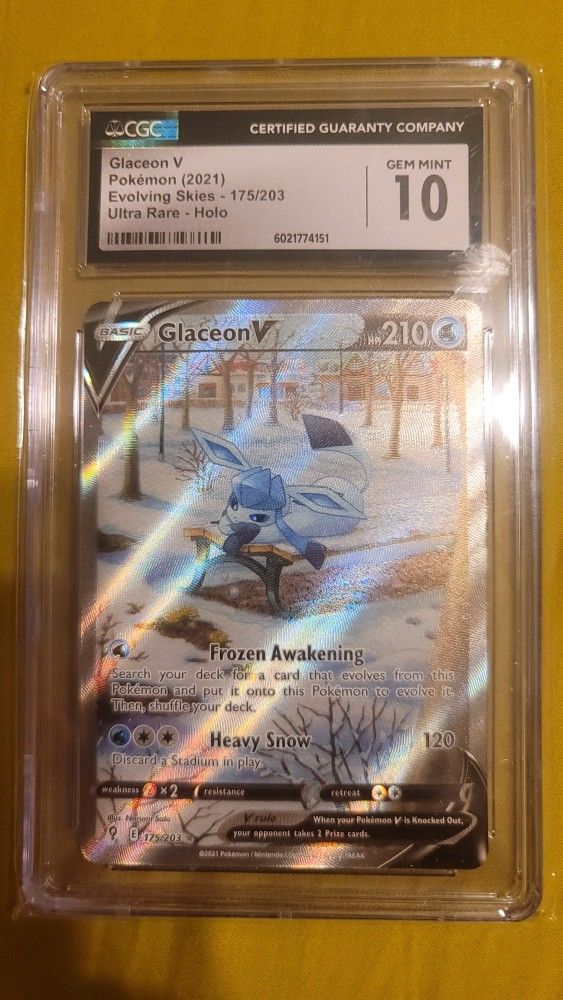 CGC
CERTIFIED GUARANTY COMPANY
Glaceon V
Pokémon (2021)
Evolving Skies - 175/203
Ultra Rare - Holo
GEM MINT
10
6021774151
BASIC
Glaceon V
HP 210
Frozen Awakening
Search your deck for a card that evolves from this
Pokémon and put it onto this Pokémon to evolve it.
Then, shuffle your deck.
Heavy Snow 120
Discard a Stadium in play.
weakness ×2 resistance retreat
Illus. Narumi Sato
V rule
When your Pokémon V is Knocked Out,
your opponent takes 2 Prize cards.
E 175/203
©2021 Pokémon / Nintendo
FREAK